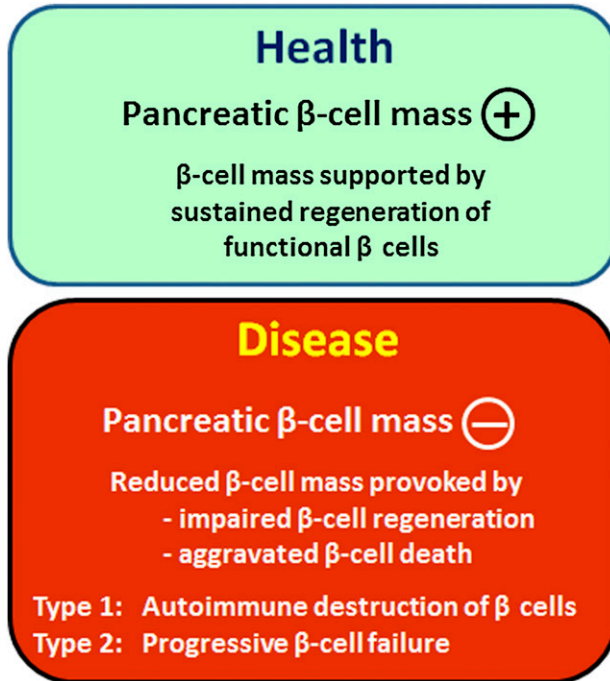 Health
Pancreatic β-cell mass +
β-cell mass supported by
sustained regeneration of
functional β cells
Disease
Pancreatic β-cell mass −
Reduced β-cell mass provoked by
- impaired β-cell regeneration
- aggravated β-cell death
Type 1: Autoimmune destruction of β cells
Type 2: Progressive β-cell failure